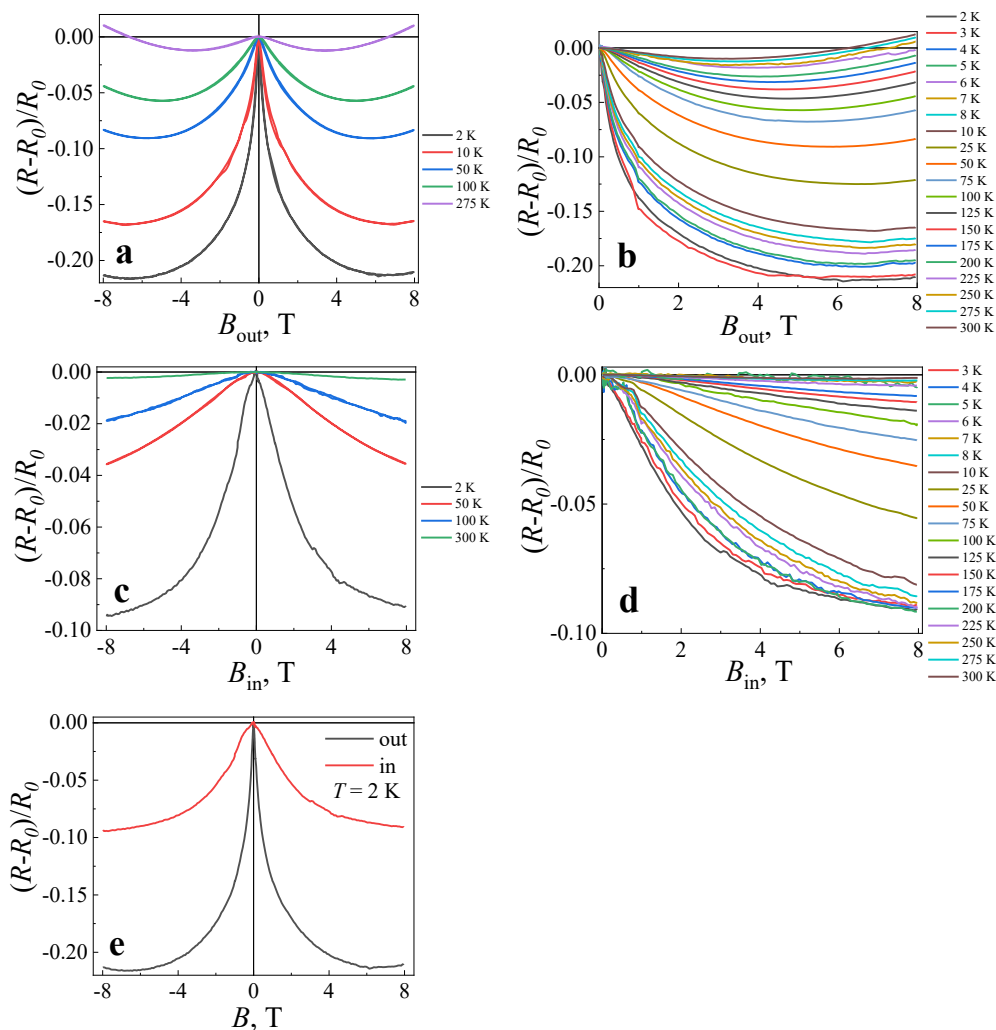 0.00
-0.05
-0.10
-0.15
-0.20
(R-R0)/R0
2 K
10 K
50 K
100 K
275 K
a
-8 -4 0 4 8
Bout, T
0.00
-0.05
-0.10
-0.15
-0.20
(R-R0)/R0
b
0 2 4 6 8
Bout, T
2 K
3 K
4 K
5 K
6 K
7 K
8 K
10 K
25 K
50 K
75 K
100 K
125 K
150 K
175 K
200 K
225 K
250 K
275 K
300 K
0.00
-0.02
-0.04
-0.06
-0.08
-0.10
(R-R0)/R0
2 K
50 K
100 K
300 K
c
-8 -4 0 4 8
Bin, T
0.00
-0.05
-0.10
(R-R0)/R0
d
0 2 4 6 8
Bin, T
3 K
4 K
5 K
6 K
7 K
8 K
10 K
25 K
50 K
75 K
100 K
125 K
150 K
175 K
200 K
225 K
250 K
275 K
300 K
0.00
-0.05
-0.10
-0.15
-0.20
(R-R0)/R0
out
in
T = 2 K
e
-8 -4 0 4 8
B, T